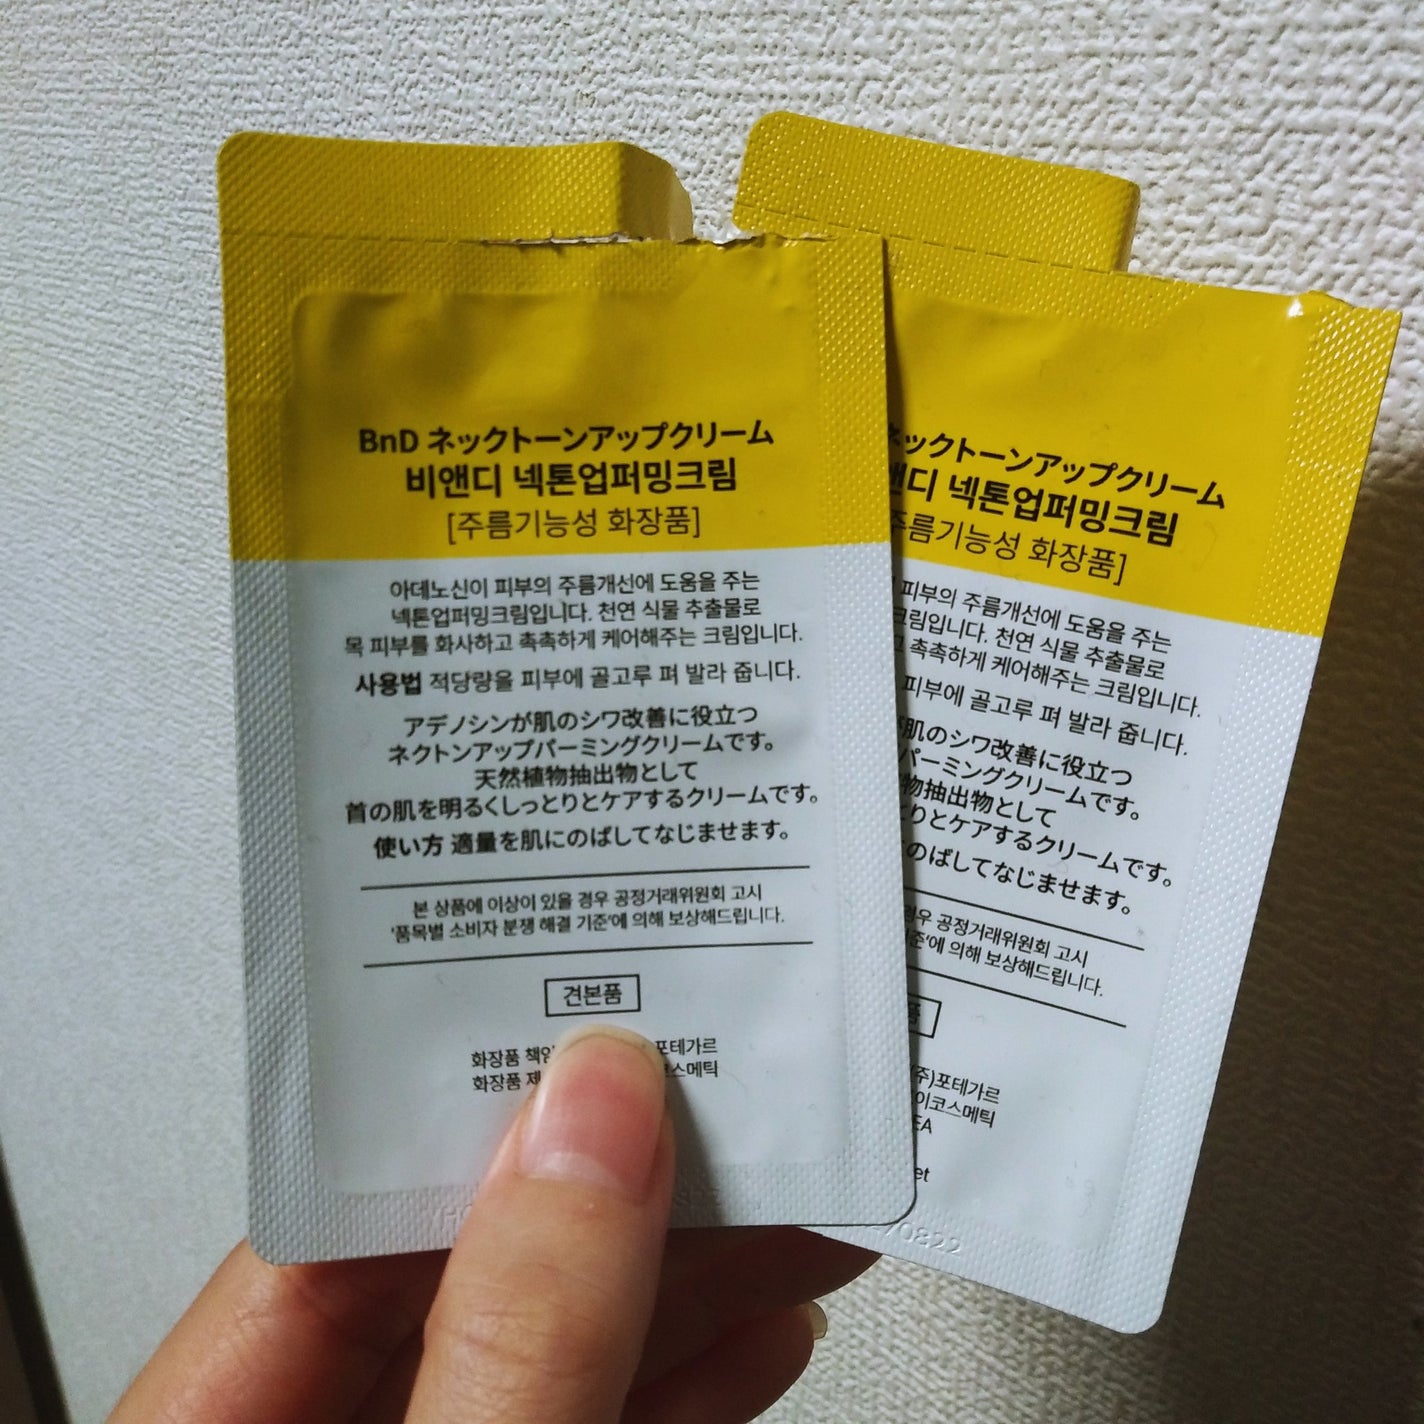 BnD ネックトーンアップクリーム
비앤디 넥톤업퍼밍크림
[주름기능성 화장품]
아데노신이 피부의 주름개선에 도움을 주는
넥톤업퍼밍크림입니다. 천연 식물 추출물로
목 피부를 화사하고 촉촉하게 케어해주는 크림입니다.
사용법 적당량을 피부에 골고루 펴 발라 줍니다.
アデノシンが肌のシワ改善に役立つ
ネクトンアップパーミングクリームです。
天然植物抽出物として
首の肌を明るくしっとりとケアするクリームです。
使い方 適量を肌にのばしてなじませます。
본 상품에 이상이 있을 경우 공정거래위원회 고시
'품목별 소비자 분쟁 해결 기준'에 의해 보상해드립니다.
견본품
화장품 포테가르
화장품 코스메틱
ネックトーンアップクリーム
앤디 넥톤업퍼밍크림
주름기능성 화장품]
피부의 주름개선에 도움을 주는
크림입니다. 천연 식물 추출물로
고 촉촉하게 케어해주는 크림입니다.
피부에 골고루 펴 발라 줍니다.
肌のシワ改善に役立つ
パーミングクリームです。
物抽出物として
とりとケアするクリームです。
のばしてなじませます。
경우 공정거래위원회 고시
기준'에 의해 보상해드립니다.
품
(주)포테가르
이코스메틱
EA
et
/0822